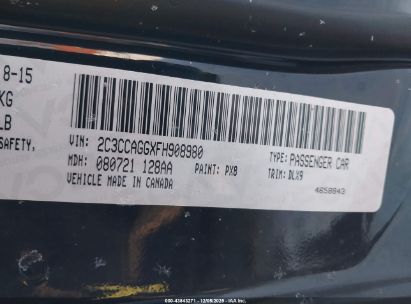 8-15
KG
LB
SAFETY,
VIN: 2C3CCAGGXFH908980
TYPE: PASSENGER CAR
MDH: 080721 128AA
PAINT: PX8
TRIM: DLX9
VEHICLE MADE IN CANADA
4658843